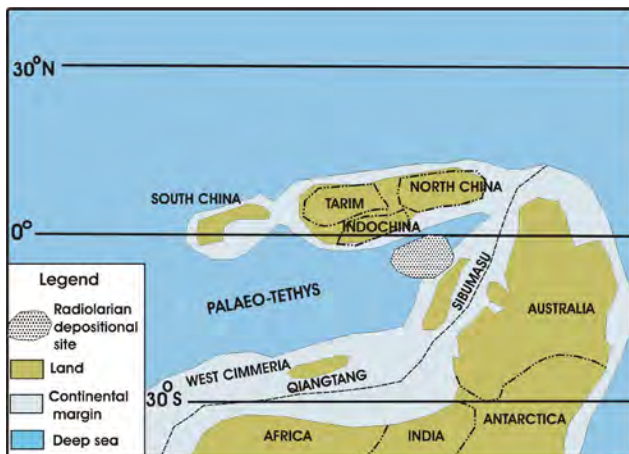 30°N
SOUTH CHINA
TARIM
NORTH CHINA
INDOCHINA
0°
PALAEO-TETHYS
SIBUMASU
AUSTRALIA
WEST CIMMERIA
QIANGTANG
30°S
ANTARCTICA
AFRICA
INDIA
Legend
Radiolarian
depositional
site
Land
Continental
margin
Deep sea